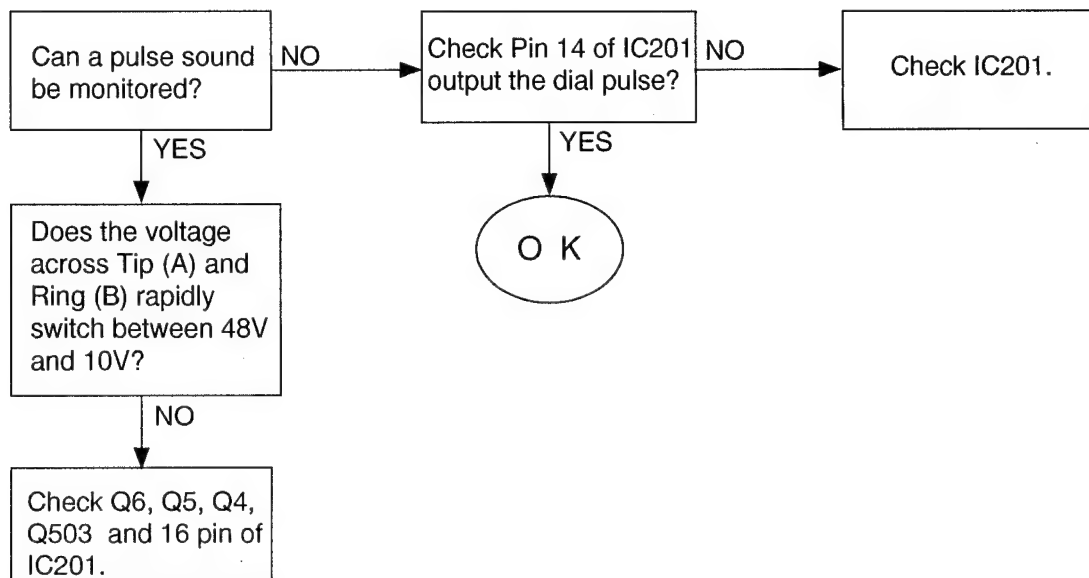 Can a pulse sound
be monitored?
NO
Check Pin 14 of IC201
output the dial pulse?
NO
Check IC201.
YES
YES
O K
Does the voltage
across Tip (A) and
Ring (B) rapidly
switch between 48V
and 10V?
NO
Check Q6, Q5, Q4,
Q503 and 16 pin of
IC201.